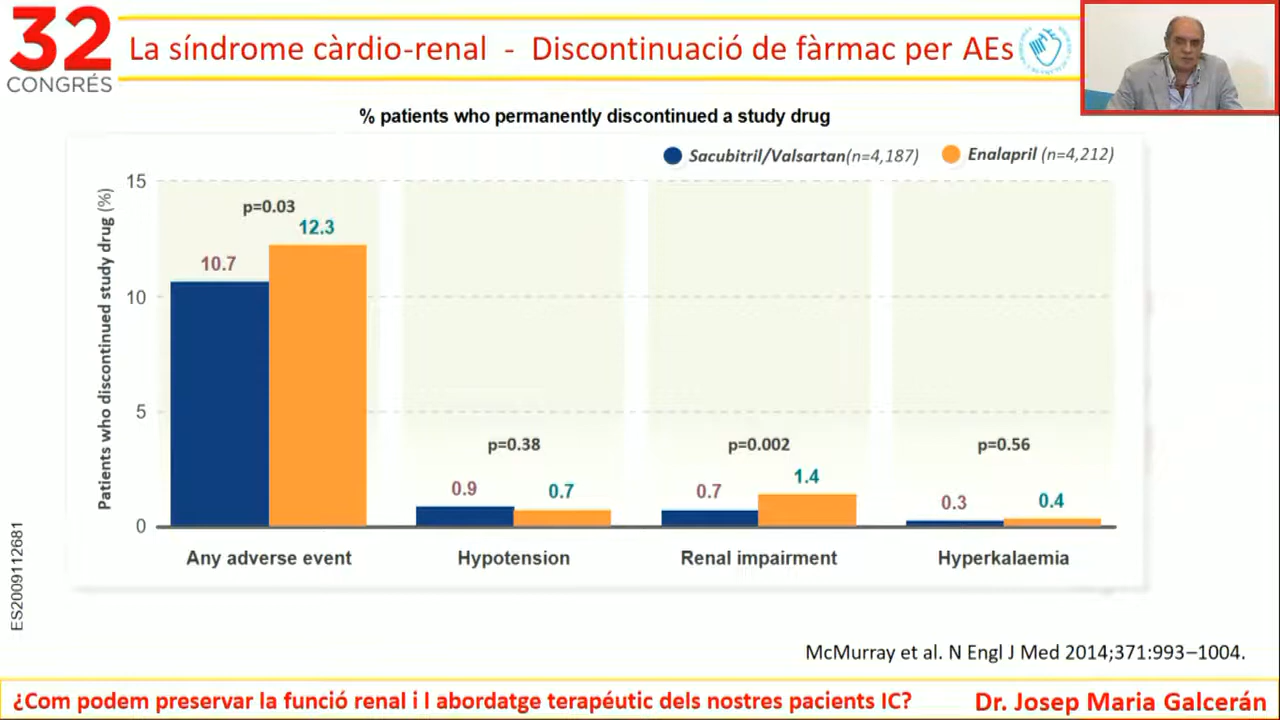 32
CONGRÉS
La síndrome càrdio-renal - Discontinuació de fàrmac per AEs
% patients who permanently discontinued a study drug
Sacubitril/Valsartan(n=4,187)
Enalapril (n=4,212)
Patients who discontinued study drug (%)
15
10
5
0
p=0.03
10.7
12.3
p=0.38
0.9
0.7
p=0.002
0.7
1.4
p=0.56
0.3
0.4
Any adverse event
Hypotension
Renal impairment
Hyperkalaemia
ES2009112681
McMurray et al. N Engl J Med 2014;371:993–1004.
¿Com podem preservar la funció renal i l abordatge terapéutic dels nostres pacients IC?
Dr. Josep Maria Galcerán